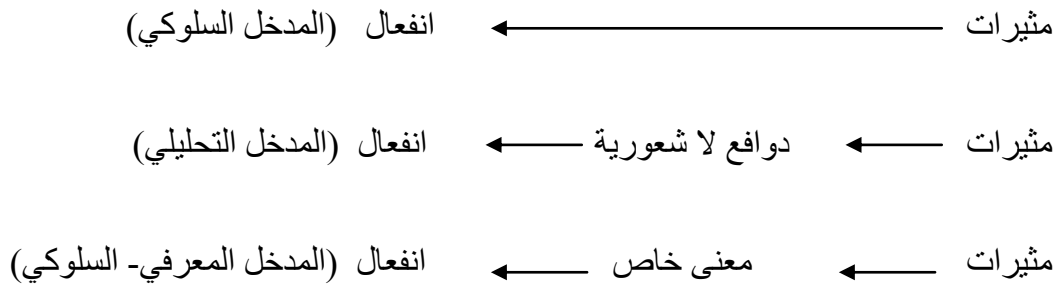 مثيرات انفعال (المدخل السلوكي)
مثيرات دوافع لا شعورية انفعال (المدخل التحليلي)
مثيرات معنى خاص انفعال (المدخل المعرفي- السلوكي)